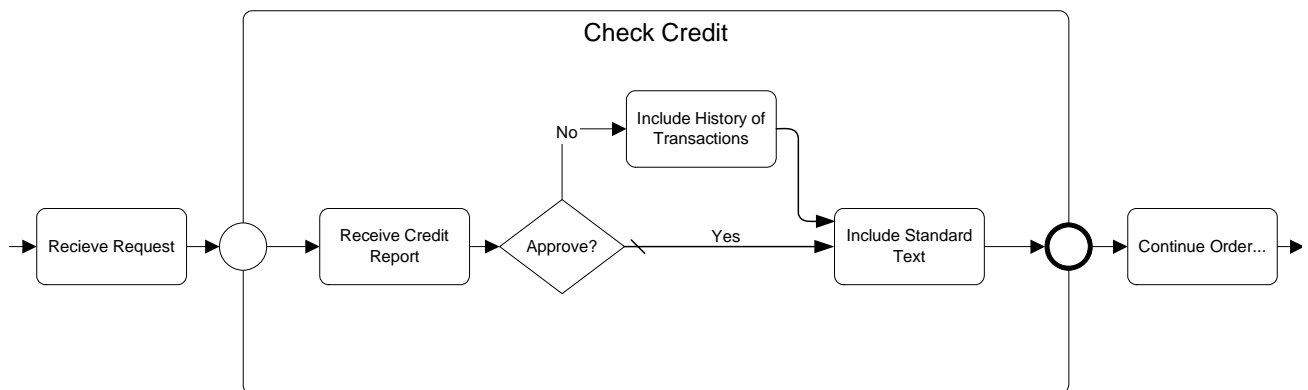 Check Credit
Include History of
Transactions
No
Recieve Request
Receive Credit
Report
Approve?
Yes
Include Standard
Text
Continue Order...